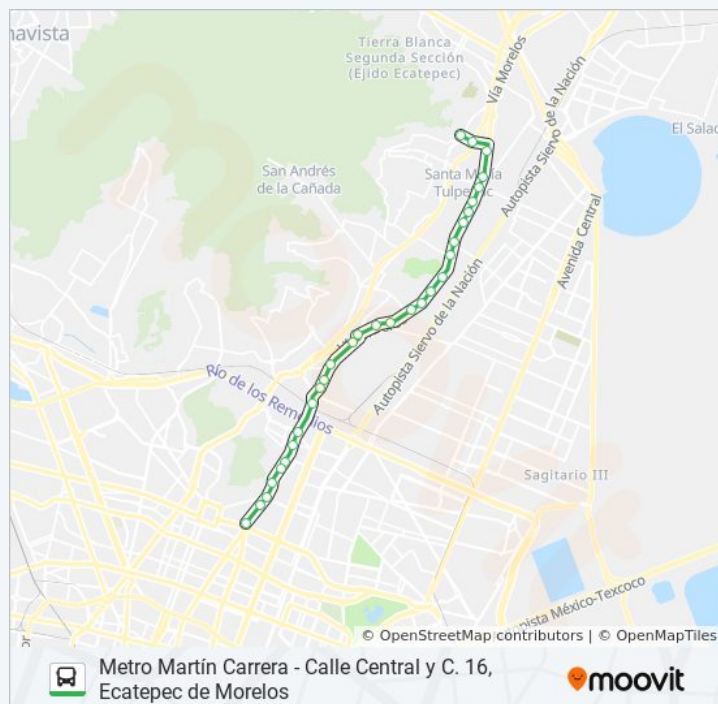 navista
Tierra Blanca
Segunda Sección
(Ejido Ecatepec)
Vía Morelos
Autopista Siervo de la Nación
El Salad
San Andrés
de la Cañada
Santa María
Tulpetlac
Avenida Central
Autopista Siervo de la Nación
Río de los Remedios
Sagitario III
opista México-Texcoco
© OpenStreetMap contributors | © OpenMapTiles
Metro Martín Carrera - Calle Central y C. 16,
Ecatepec de Morelos
moovit